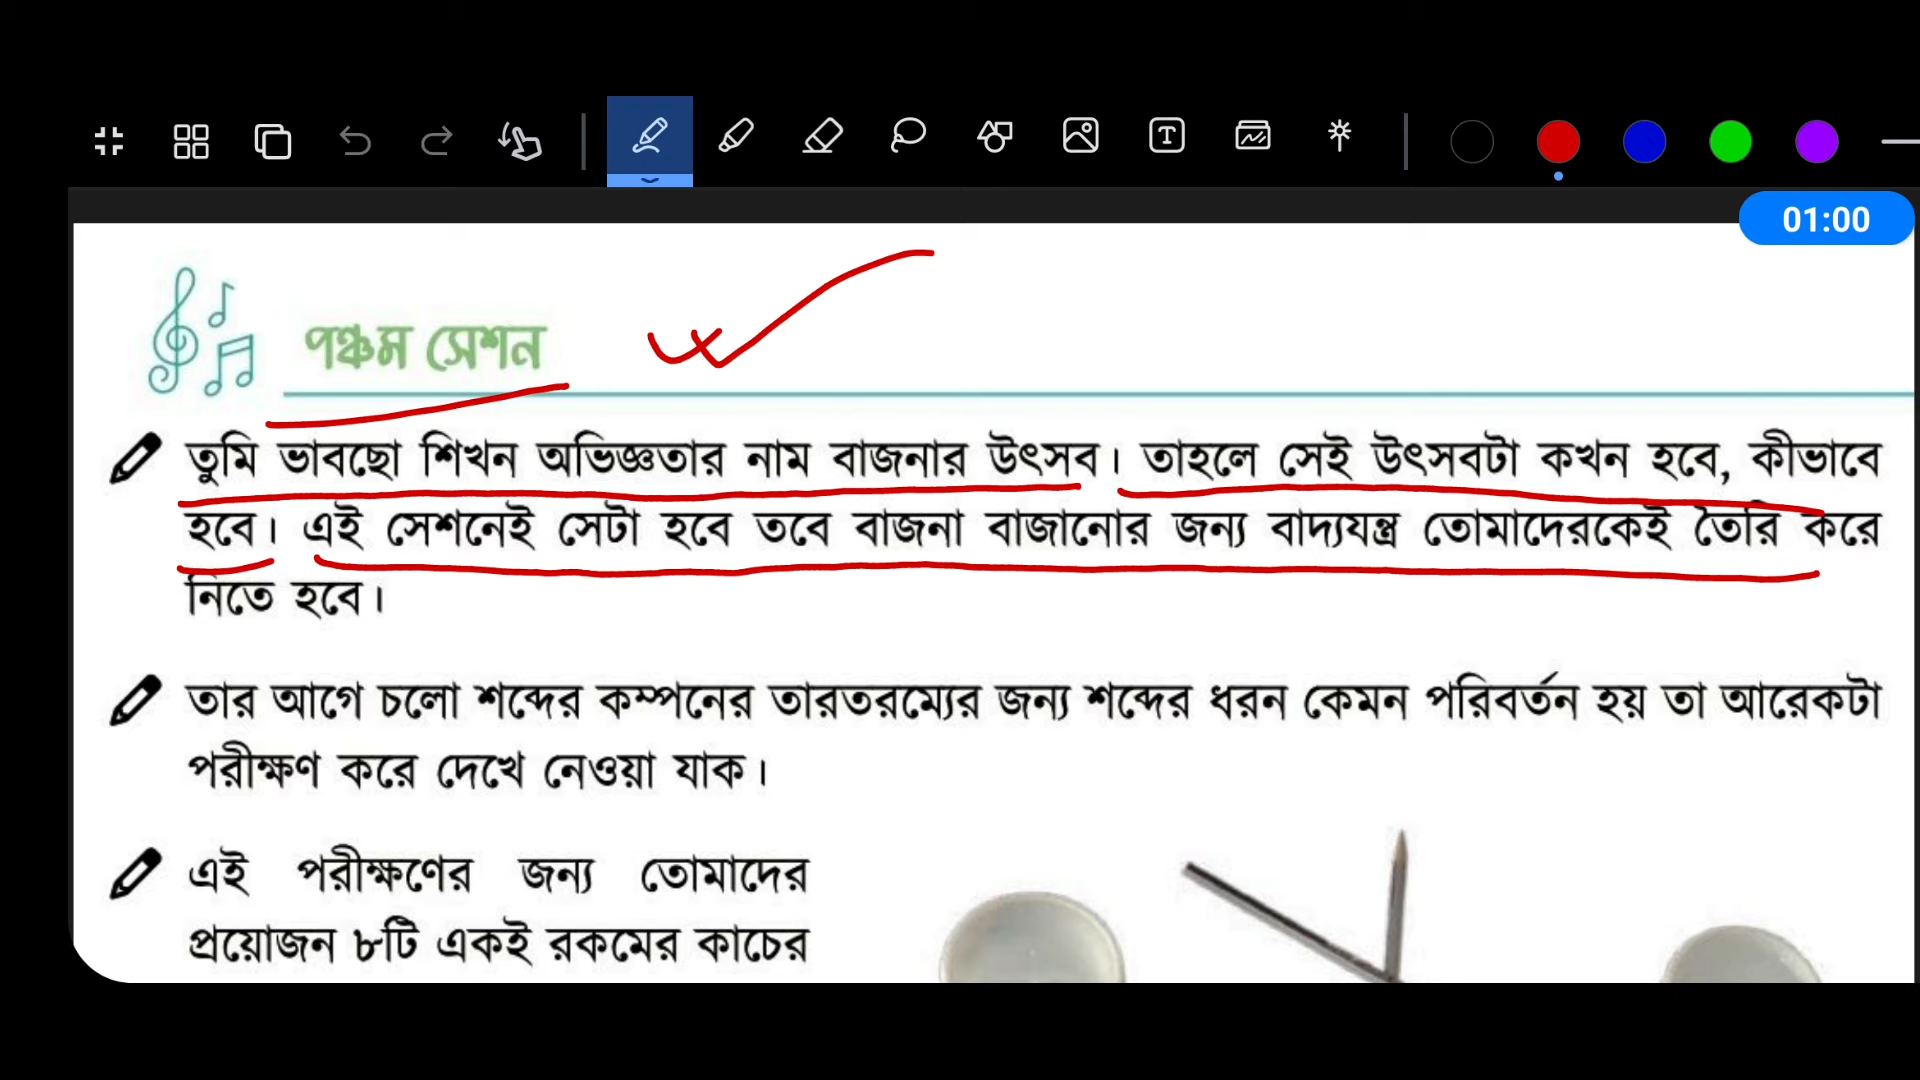 01:00
পঞ্চম সেশন
তুমি ভাবছো শিখন অভিজ্ঞতার নাম বাজনার উৎসব। তাহলে সেই উৎসবটা কখন হবে, কীভাবে
হবে। এই সেশনেই সেটা হবে তবে বাজনা বাজানোর জন্য বাদ্যযন্ত্র তোমাদেরকেই তৈরি করে
নিতে হবে।
তার আগে চলো শব্দের কম্পনের তারতরম্যের জন্য শব্দের ধরন কেমন পরিবর্তন হয় তা আরেকটা
পরীক্ষণ করে দেখে নেওয়া যাক।
এই পরীক্ষণের জন্য তোমাদের
প্রয়োজন ৮টি একই রকমের কাচের